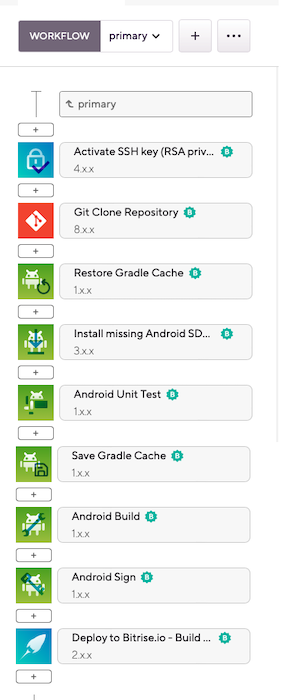 WORKFLOW primary + ...
primary
+
Activate SSH key (RSA priv...
4.x.x
+
Git Clone Repository
8.x.x
+
Restore Gradle Cache
1.x.x
+
Install missing Android SD...
3.x.x
+
Android Unit Test
1.x.x
+
Save Gradle Cache
1.x.x
+
Android Build
1.x.x
+
Android Sign
1.x.x
+
Deploy to Bitrise.io - Build ...
2.x.x
+